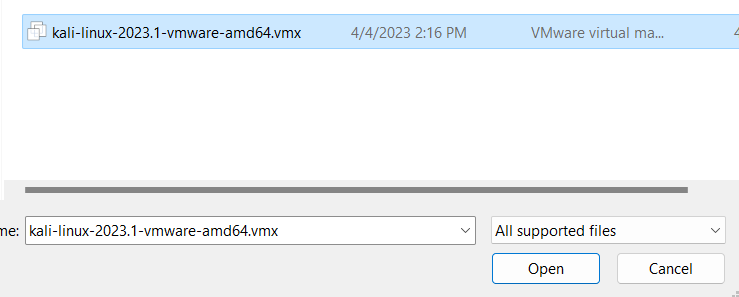 kali-linux-2023.1-vmware-amd64.vmx 4/4/2023 2:16 PM VMware virtual ma... 4
me: kali-linux-2023.1-vmware-amd64.vmx All supported files
Open Cancel